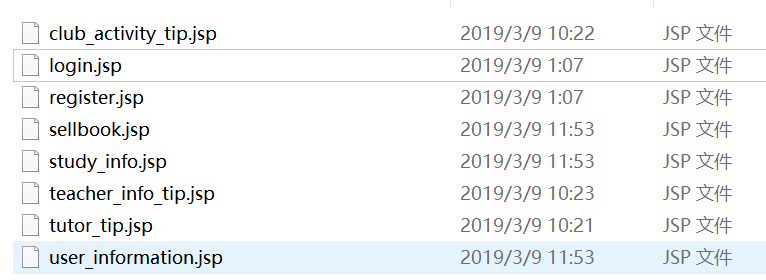 club_activity_tip.jsp 2019/3/9 10:22 JSP 文件
login.jsp 2019/3/9 1:07 JSP 文件
register.jsp 2019/3/9 1:07 JSP 文件
sellbook.jsp 2019/3/9 11:53 JSP 文件
study_info.jsp 2019/3/9 11:53 JSP 文件
teacher_info_tip.jsp 2019/3/9 10:23 JSP 文件
tutor_tip.jsp 2019/3/9 10:21 JSP 文件
user_information.jsp 2019/3/9 11:53 JSP 文件